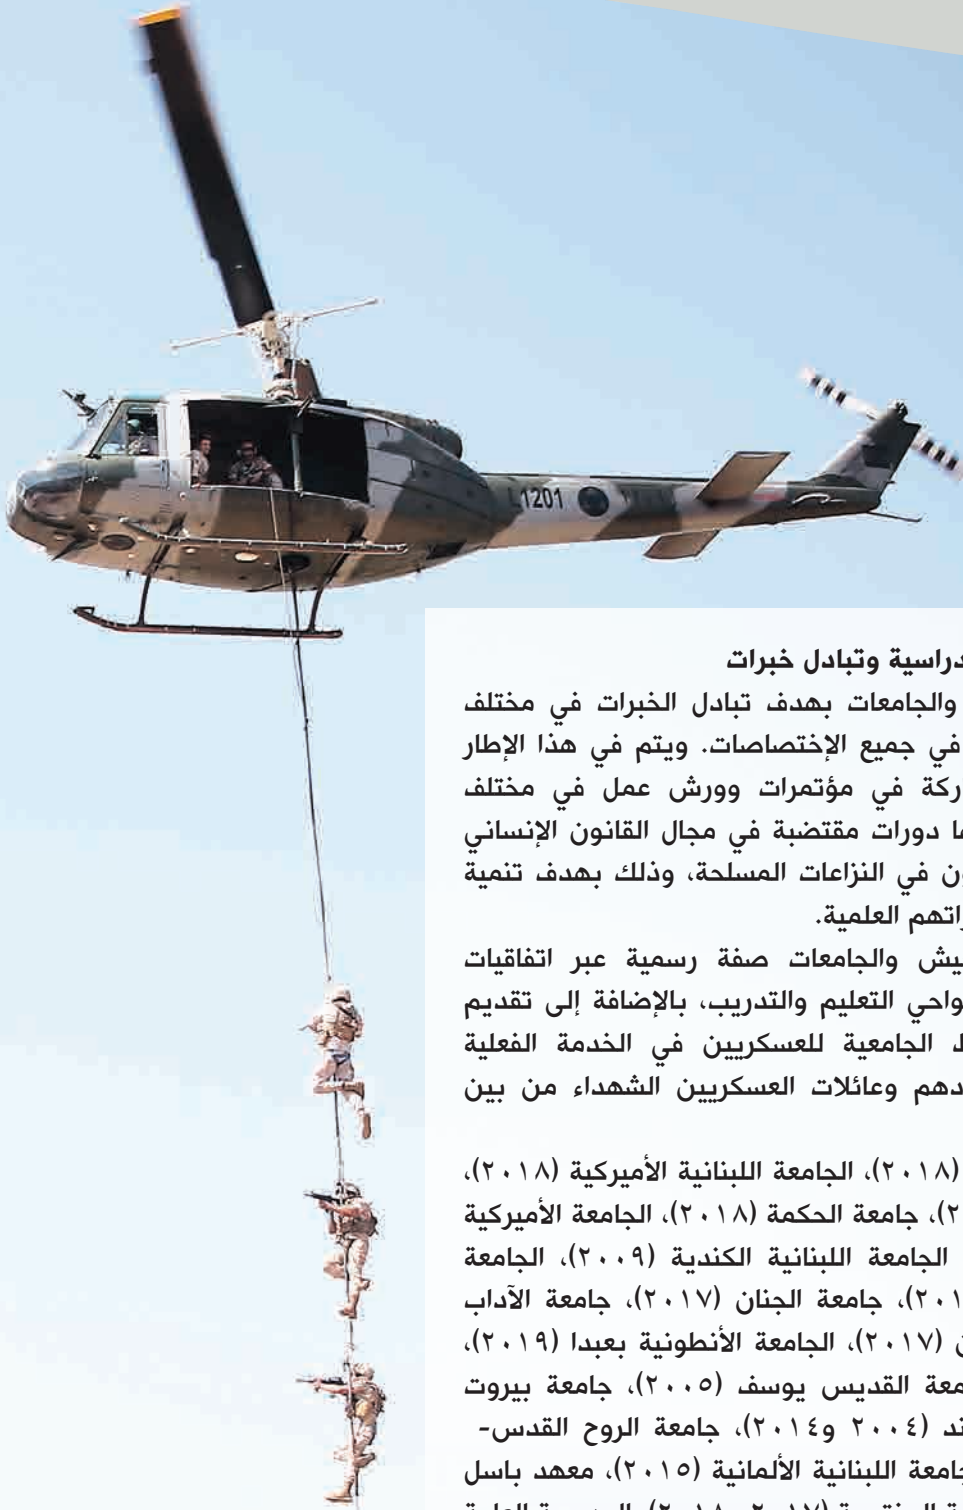 L1201
دراسية وتبادل خبرات
والجامعات بهدف تبادل الخبرات في مختلف
في جميع الإختصاصات. ويتم في هذا الإطار
اركة في مؤتمرات وورش عمل في مختلف
ما دورات مقتضبة في مجال القانون الإنساني
ون في النزاعات المسلحة، وذلك بهدف تنمية
راتهم العلمية.
يش والجامعات صفة رسمية عبر اتفاقيات
واحي التعليم والتدريب، بالإضافة إلى تقديم
ط الجامعية للعسكريين في الخدمة الفعلية
دهم وعائلات العسكريين الشهداء من بين
(٢٠١٨)، الجامعة اللبنانية الأميركية (٢٠١٨)،
٢)، جامعة الحكمة (٢٠١٨)، الجامعة الأميركية
الجامعة اللبنانية الكندية (٢٠٠٩)، الجامعة
٢٠١)، جامعة الجنان (٢٠١٧)، جامعة الآداب
ن (٢٠١٧)، الجامعة الأنطونية بعبدا (٢٠١٩)،
معة القديس يوسف (٢٠٠٥)، جامعة بيروت
ند (٢٠٠٤ و٢٠١٤)، جامعة الروح القدس-
جامعة اللبنانية الألمانية (٢٠١٥)، معهد باسل